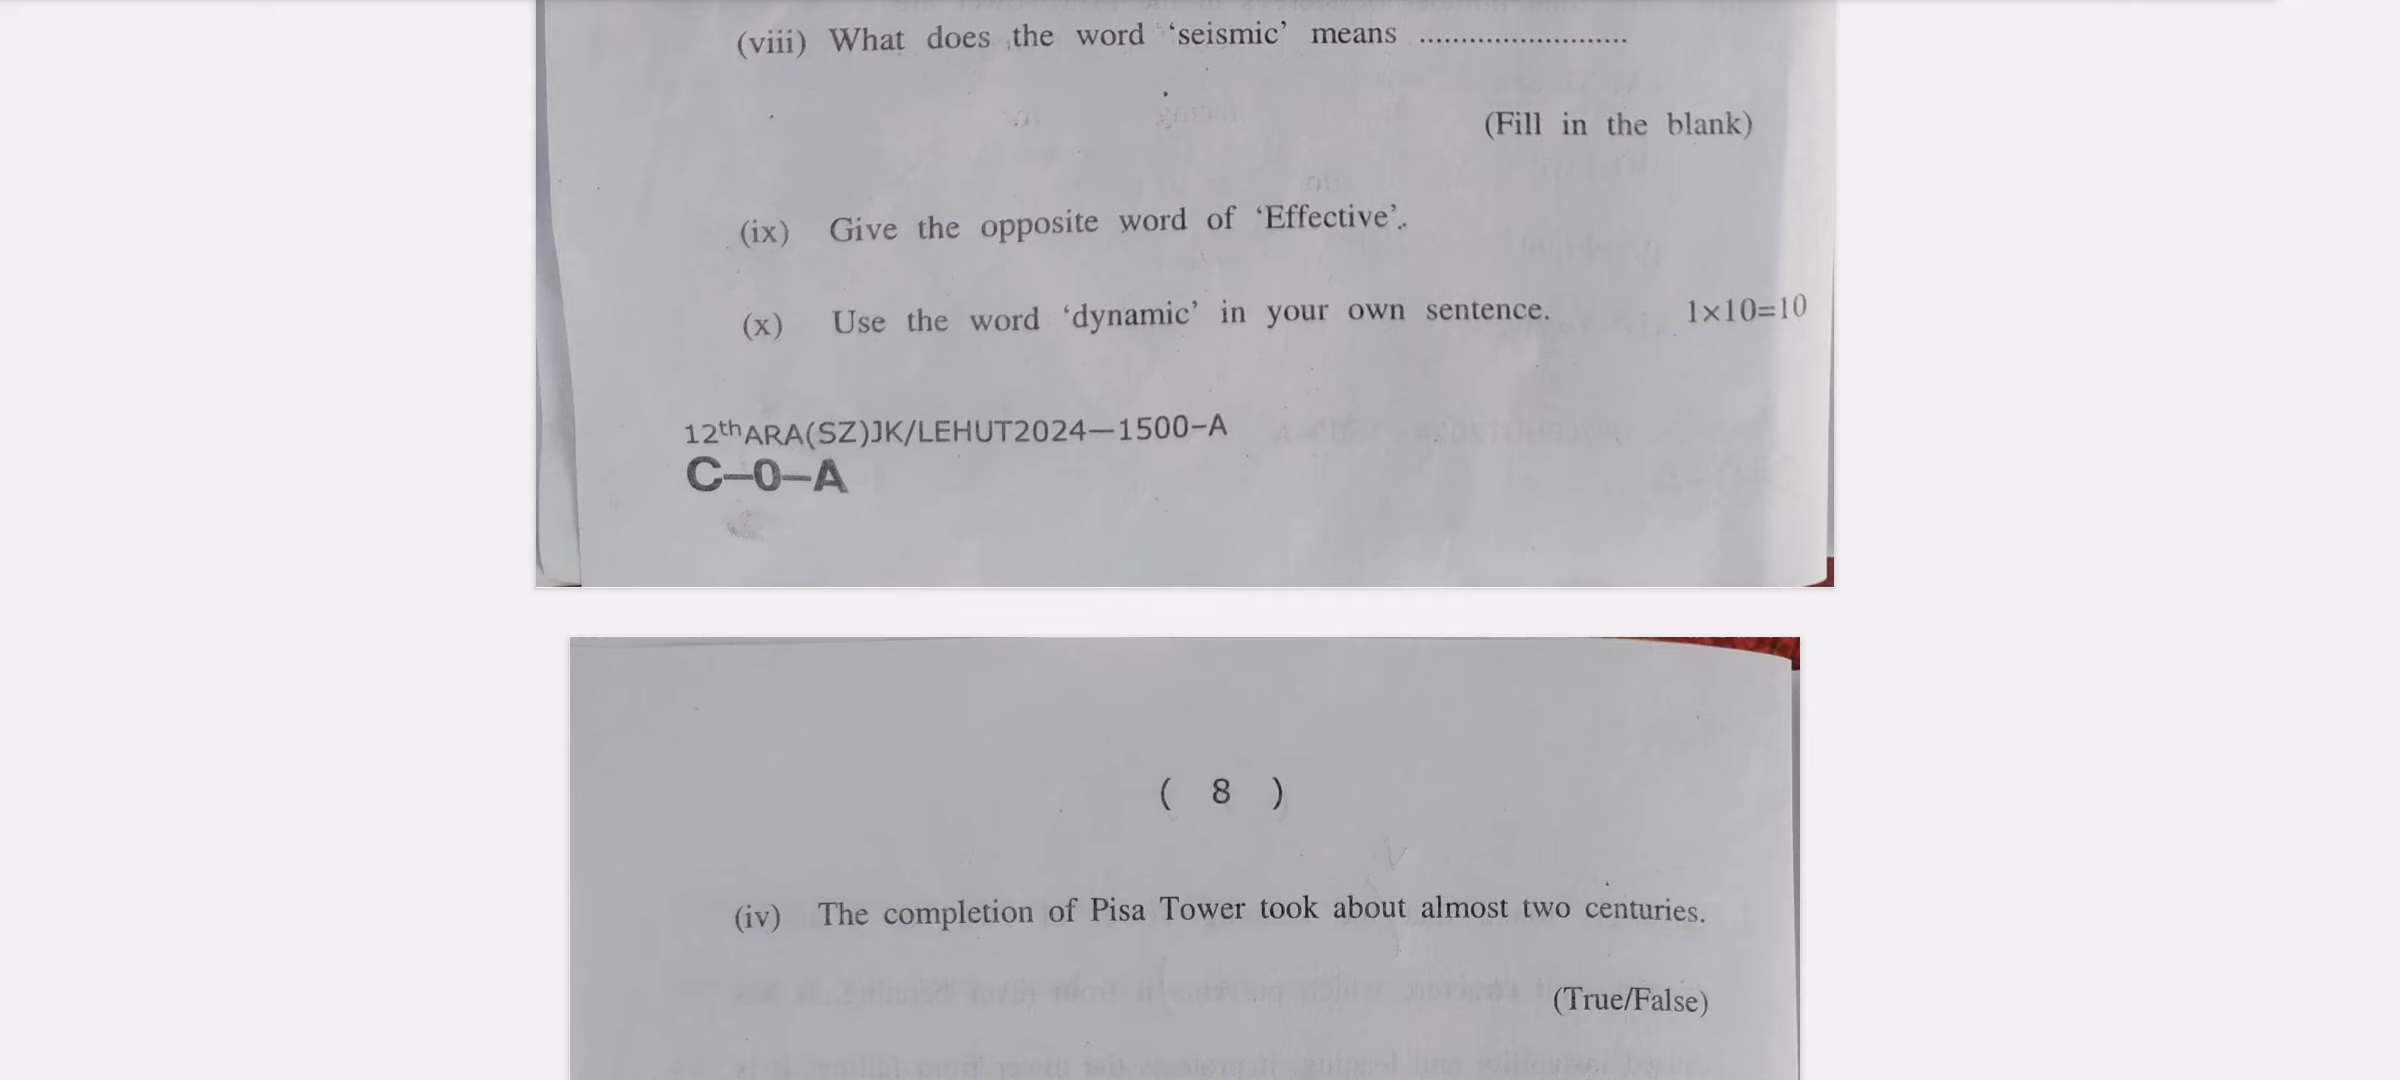 (viii) What does the word ‘seismic’ means ........................
(Fill in the blank)
(ix) Give the opposite word of ‘Effective’.
(x) Use the word ‘dynamic’ in your own sentence. 1×10=10
12thARA(SZ)JK/LEHUT2024—1500-A
C—0—A
( 8 )
(iv) The completion of Pisa Tower took about almost two centuries.
(True/False)